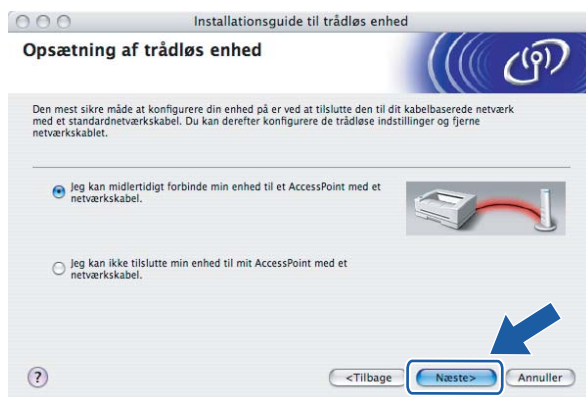 Installationsguide til trådløs enhed
Opsætning af trådløs enhed
Den mest sikre måde at konfigurere din enhed på er ved at tilslutte den til dit kabelbaserede netværk
med et standardnetværkskabel. Du kan derefter konfigurere de trådløse indstillinger og fjerne
netværkskablet.
Jeg kan midlertidigt forbinde min enhed til et AccessPoint med et
netværkskabel.
Jeg kan ikke tilslutte min enhed til mit AccessPoint med et
netværkskabel.
? <Tilbage Næste> Annuller